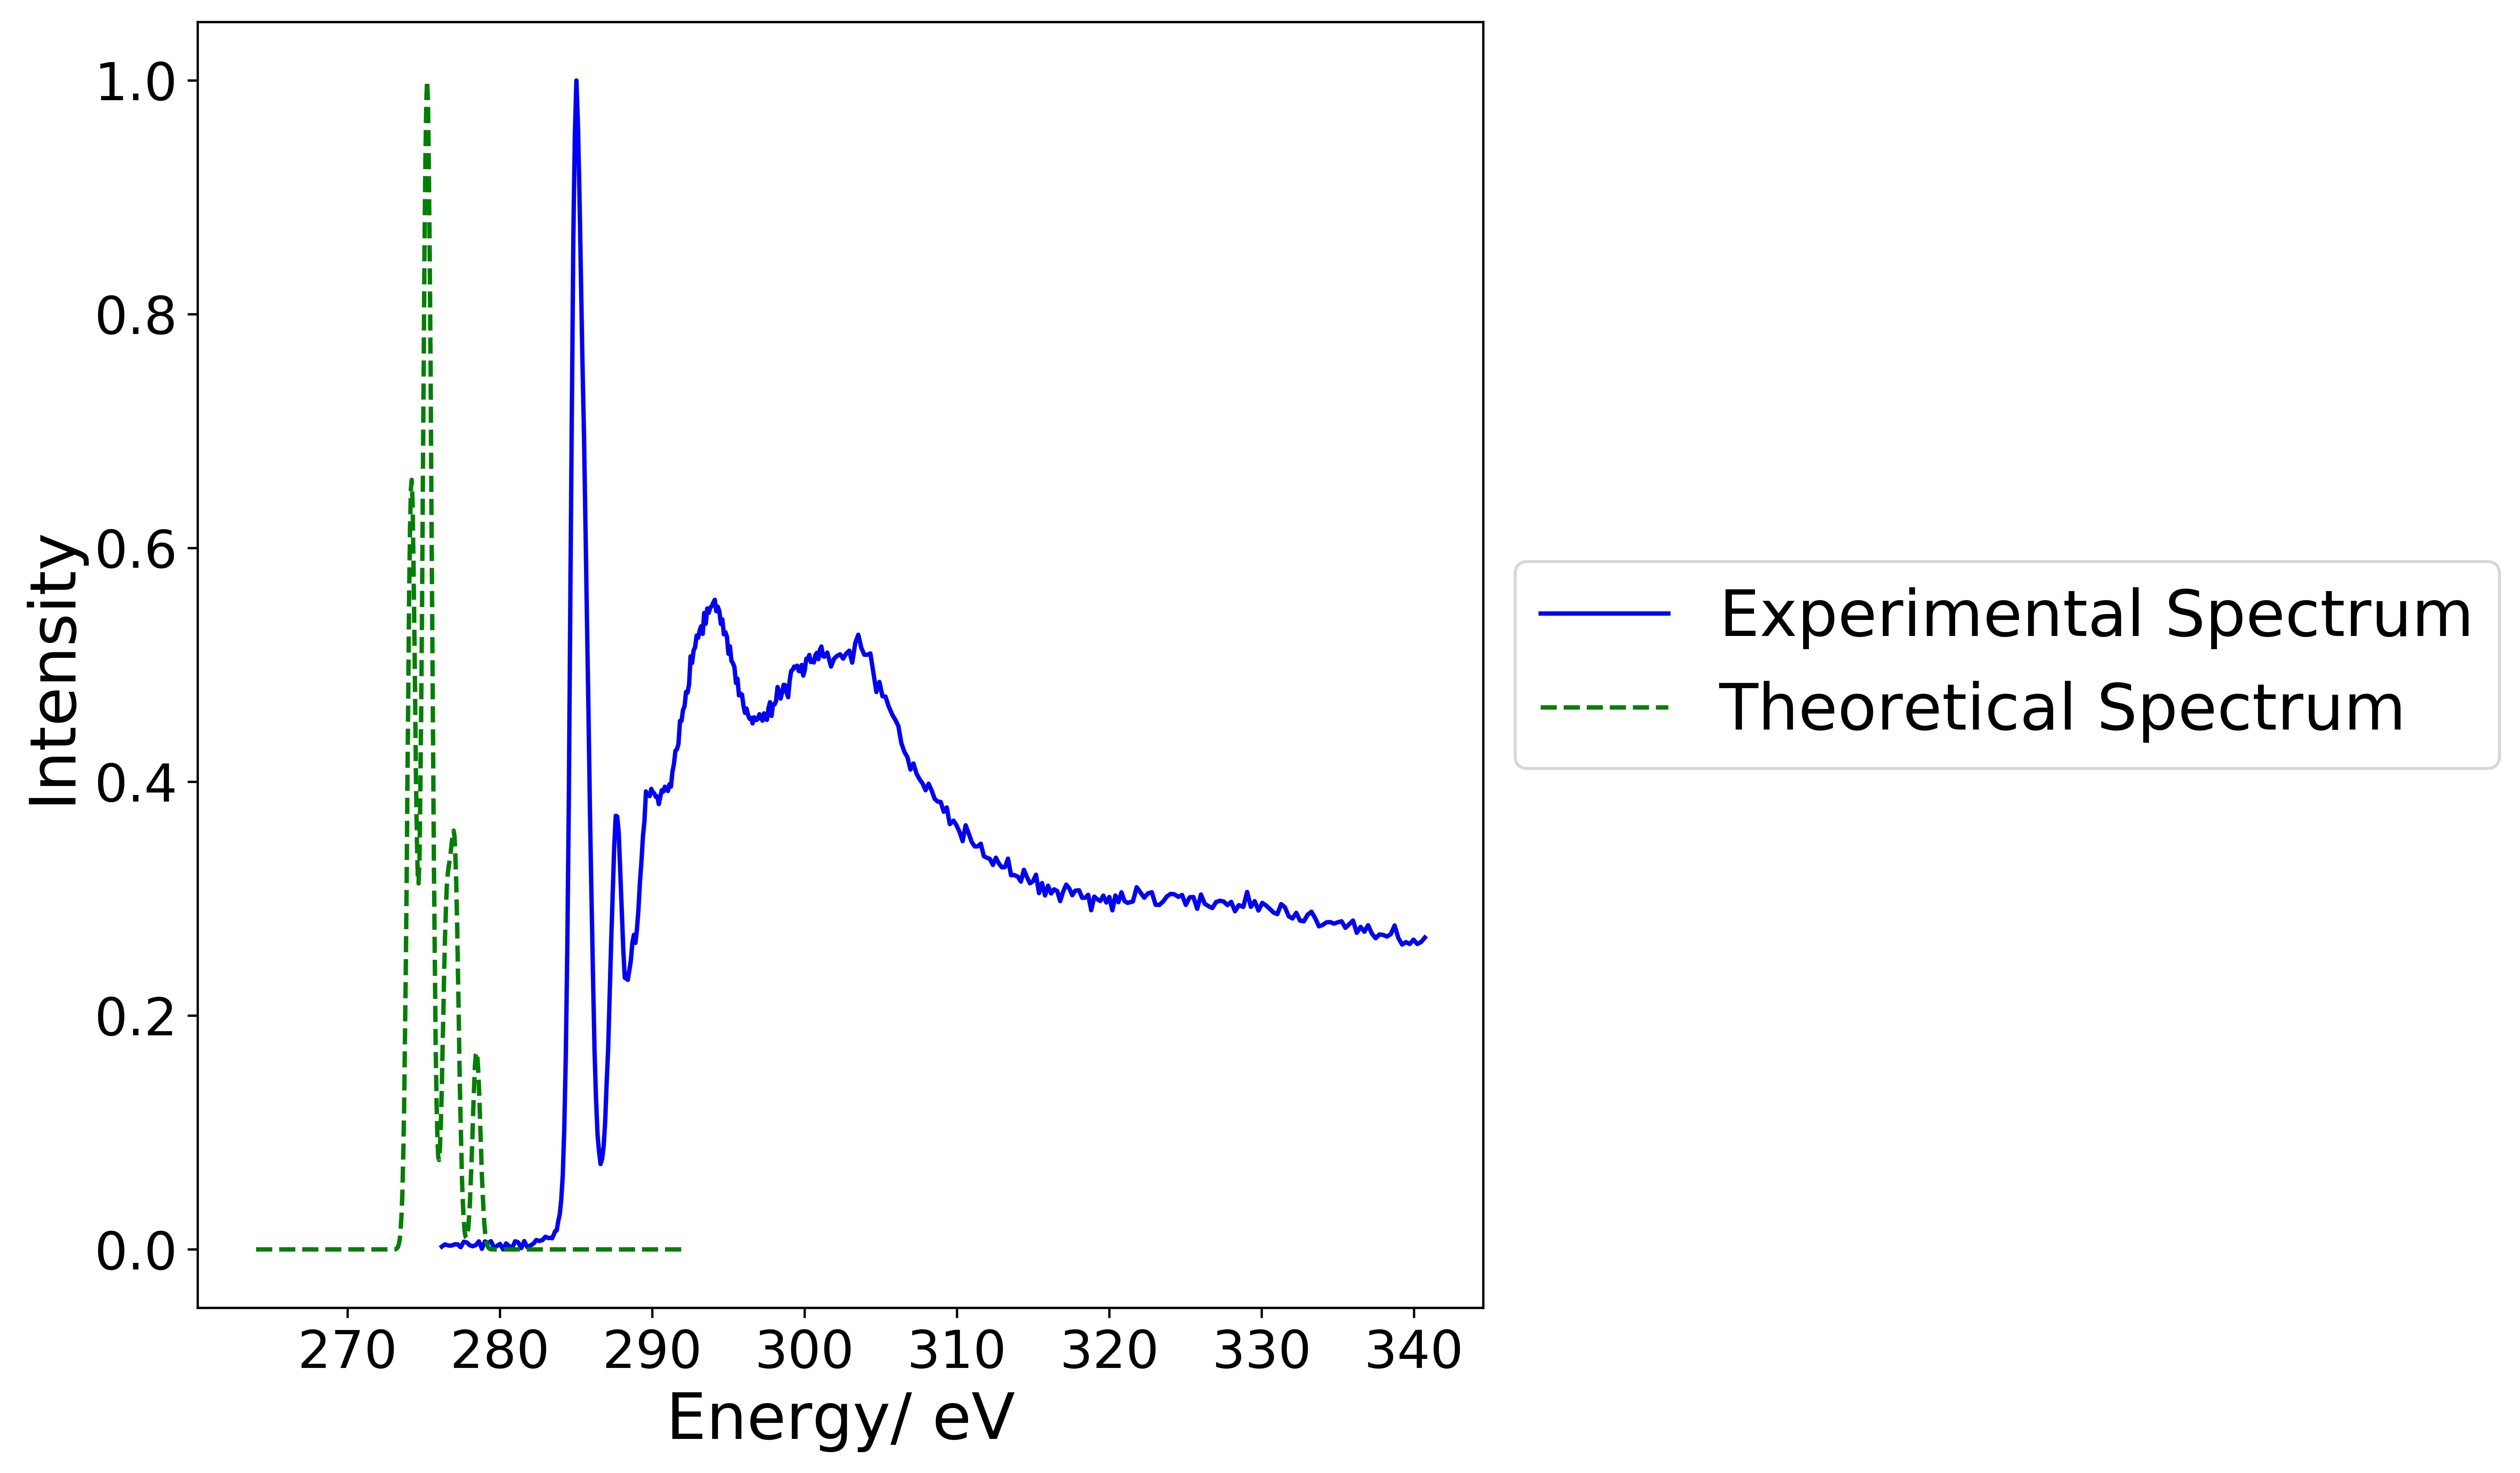 1.0
0.8
0.6
0.4
0.2
0.0
Intensity
270 280 290 300 310 320 330 340
Energy/ eV
Experimental Spectrum
Theoretical Spectrum